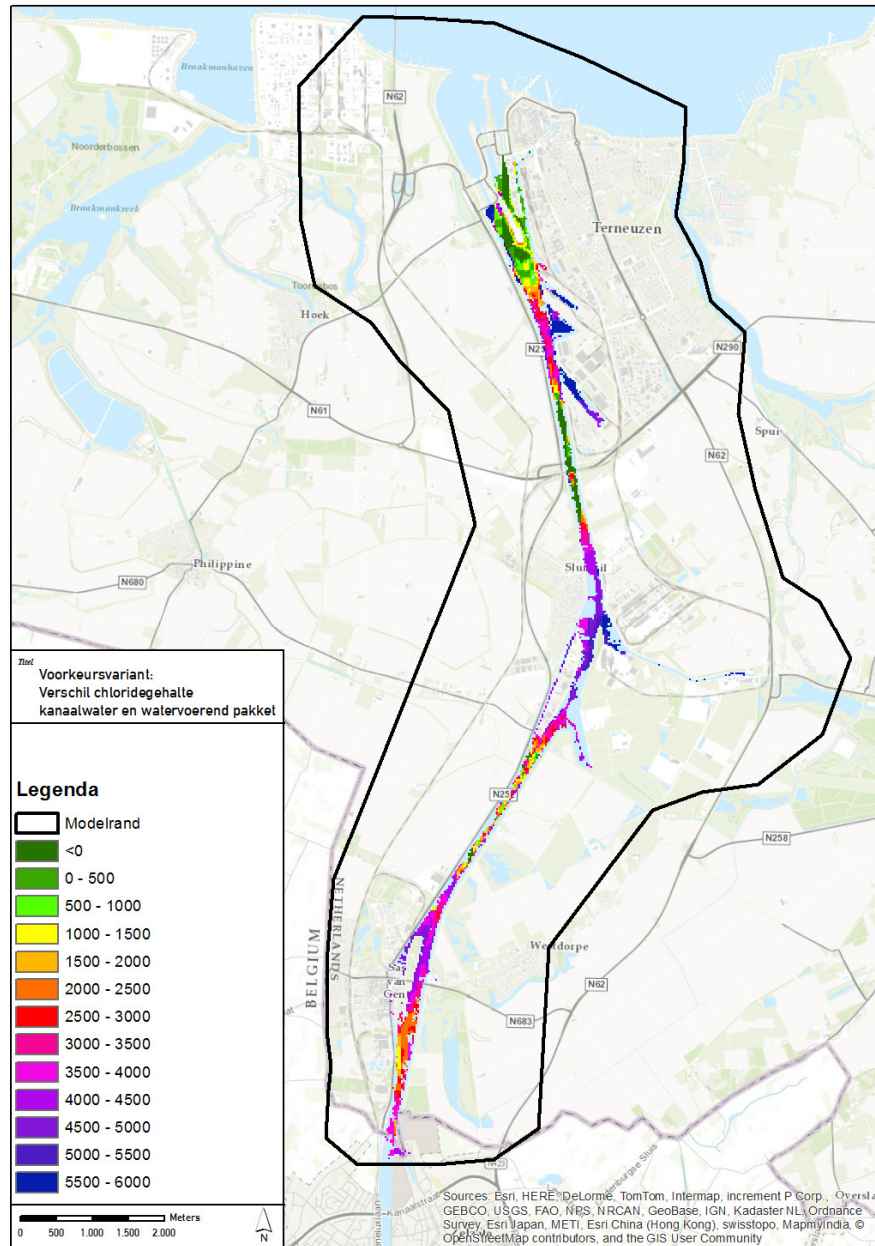 Braakmanhaven
N62
Noorderbossen
Braakmankreek
Terneuzen
Hoek
N290
N61
Spui
N62
Philippine
N680
Titel
Voorkeursvariant:
Verschil chloridegehalte
kanaalwater en watervoerend pakket
Legenda
Modelrand
<0
0 - 500
500 - 1000
1000 - 1500
1500 - 2000
2000 - 2500
2500 - 3000
3000 - 3500
3500 - 4000
4000 - 4500
4500 - 5000
5000 - 5500
5500 - 6000
N258
NETHERLANDS
BELGIUM
Sas
van
Gen
N62
N683
Meters
0 500 1.000 1.500 2.000
N
Kanaalstraat
Sources: Esri, HERE, DeLorme, TomTom, Intermap, increment P Corp.,
GEBCO, USGS, FAO, NPS, NRCAN, GeoBase, IGN, Kadaster NL, Ordnance
Survey, Esri Japan, METI, Esri China (Hong Kong), swisstopo, MapmyIndia, ©
OpenStreetMap contributors, and the GIS User Community